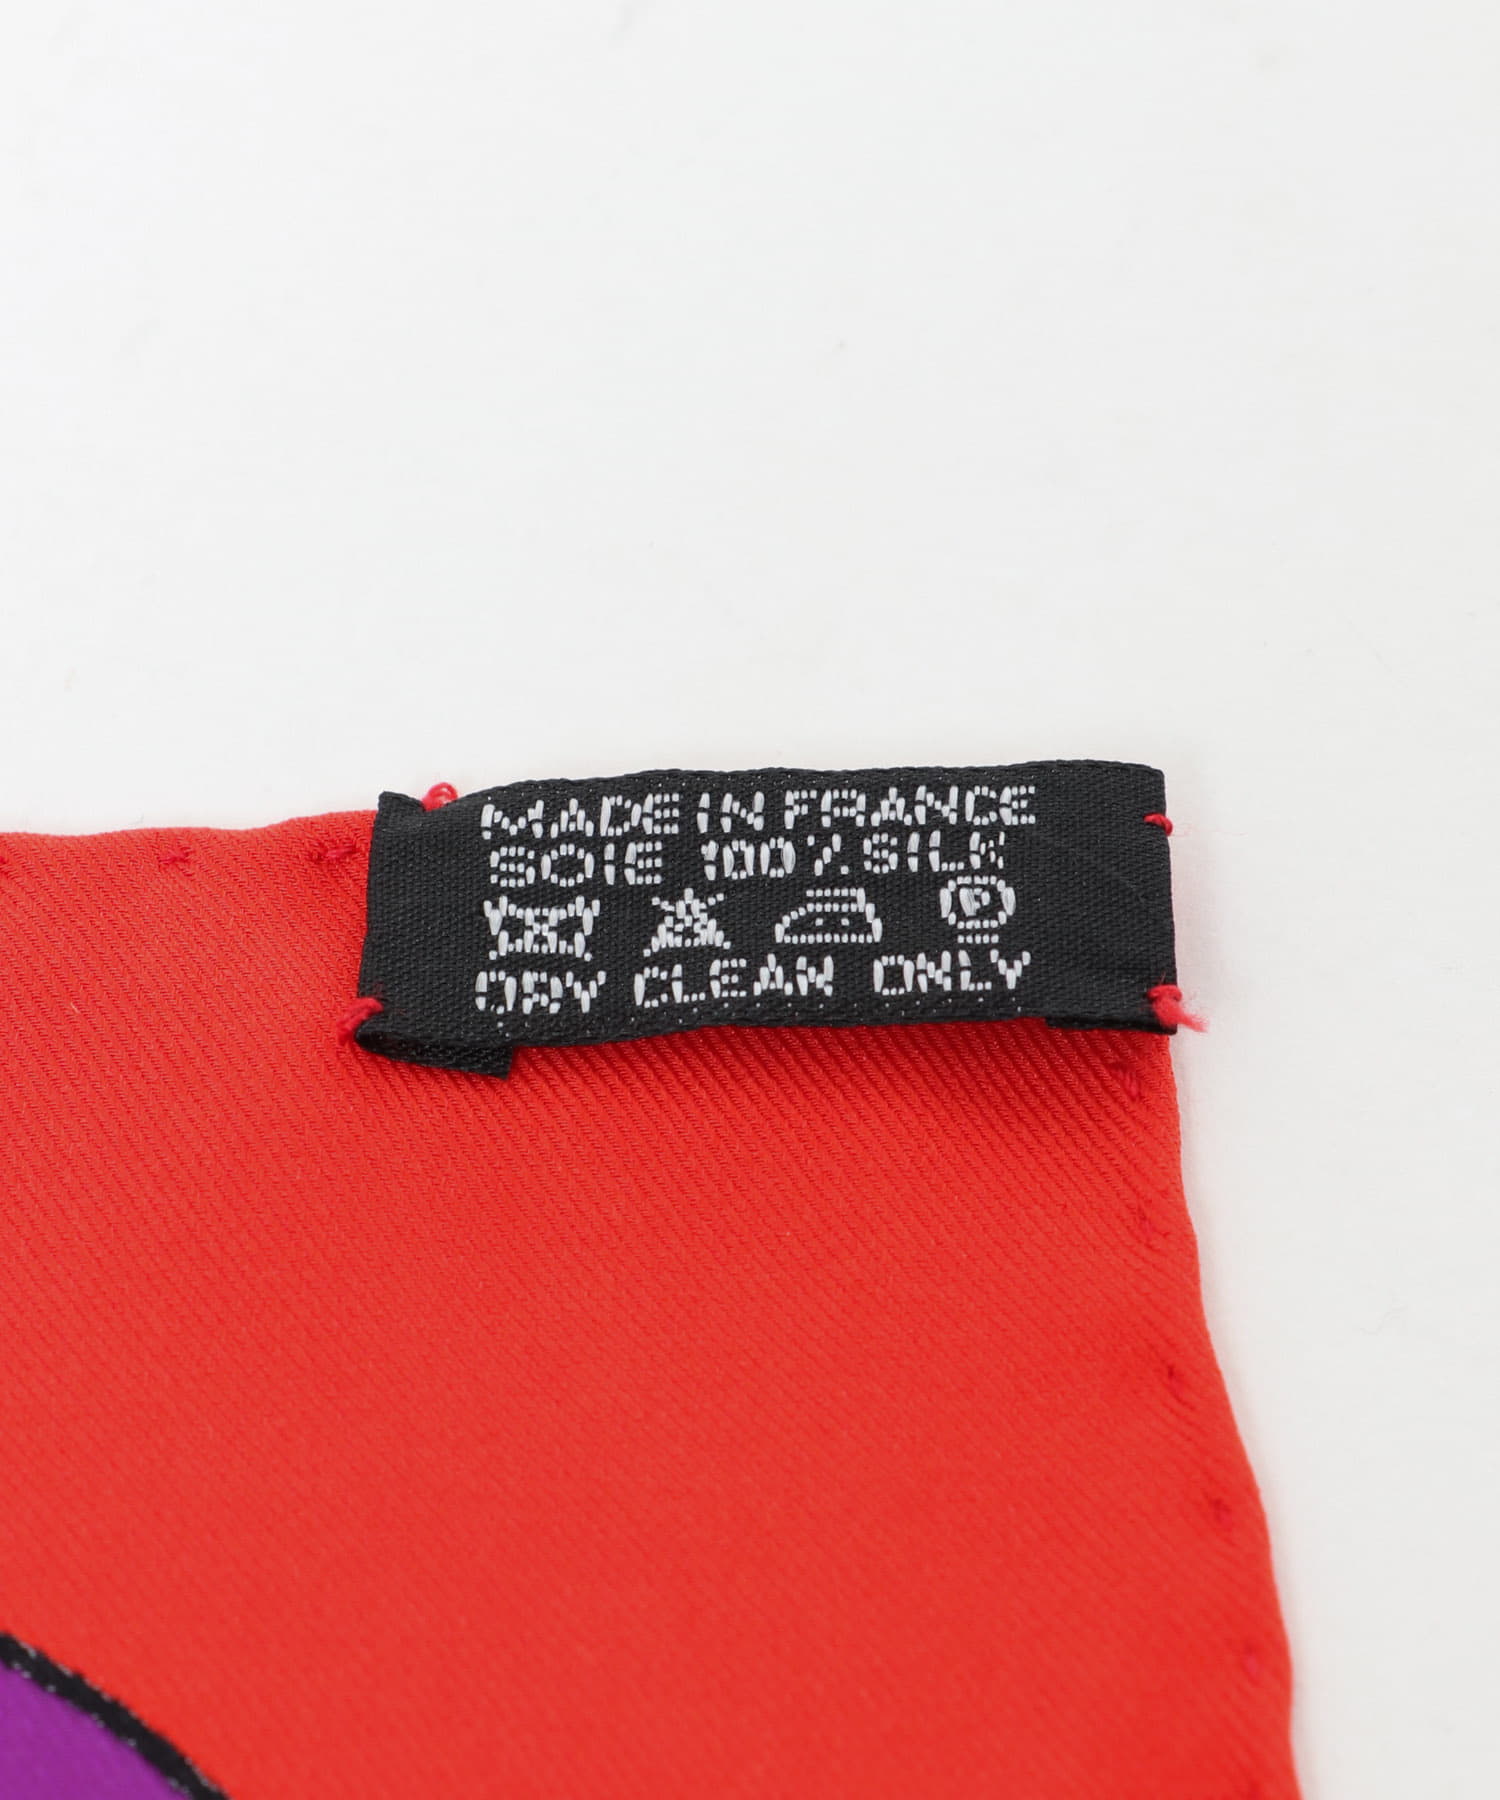 MADE IN FRANCE
SOIE 100% SILK
P
DRY CLEAN ONLY